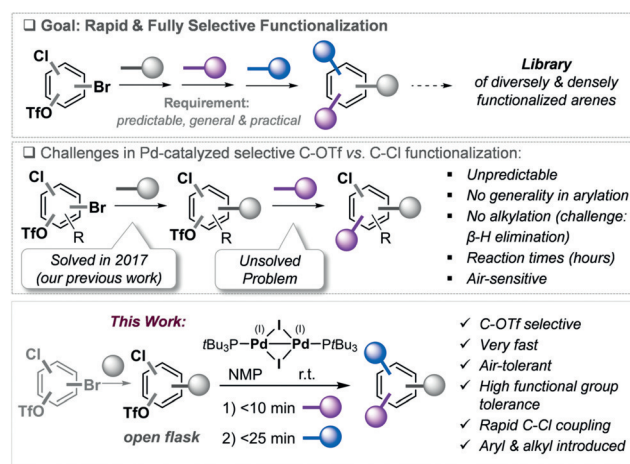 ❑ Goal: Rapid & Fully Selective Functionalization
Cl
Br
TfO
Requirement:
predictable, general & practical
Library
of diversely & densely
functionalized arenes
❑ Challenges in Pd-catalyzed selective C-OTf vs. C-Cl functionalization:
Cl
Br
TfO
R
Cl
TfO
R
Cl
R
Solved in 2017
(our previous work)
Unsolved
Problem
▪ Unpredictable
▪ No generality in arylation
▪ No alkylation (challenge:
β-H elimination)
▪ Reaction times (hours)
▪ Air-sensitive
This Work:
Cl
Br
TfO
Cl
TfO
open flask
I
(I) (I)
tBu3P Pd Pd PtBu3
I
NMP r.t.
1) <10 min
2) <25 min
✓ C-OTf selective
✓ Very fast
✓ Air-tolerant
✓ High functional group
tolerance
✓ Rapid C-Cl coupling
✓ Aryl & alkyl introduced